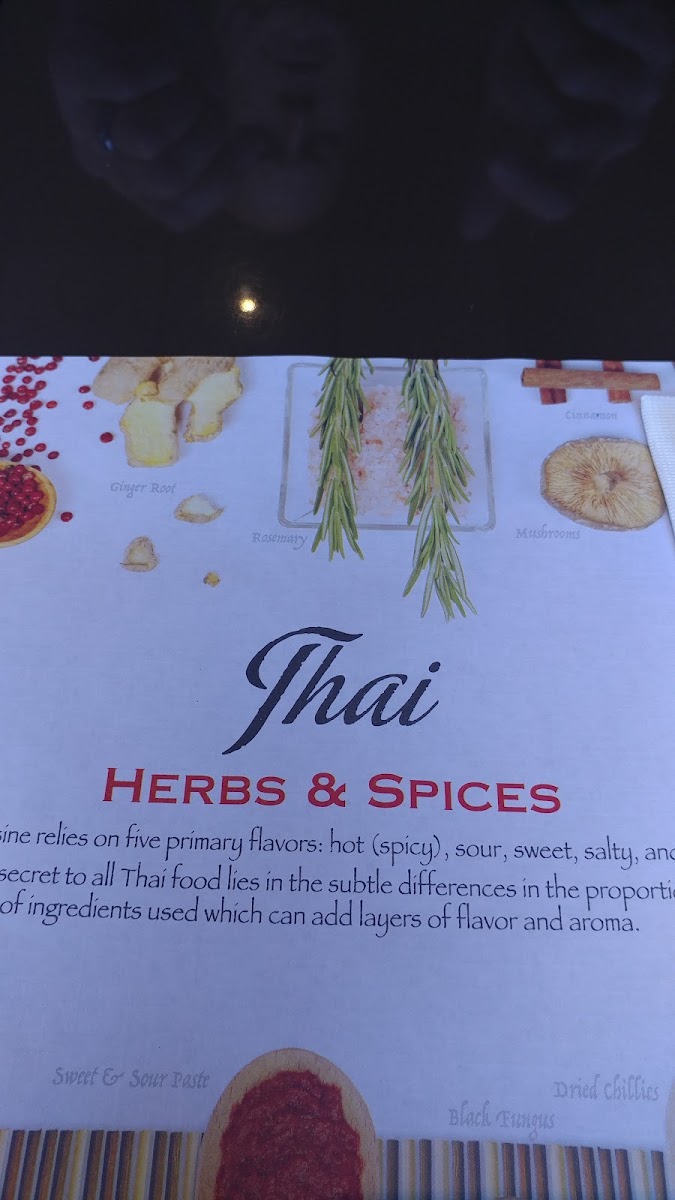 Cinnamon
Ginger Root
Rosemary
Mushrooms
Thai
HERBS & SPICES
relies on five primary flavors: hot (spicy), sour, sweet, salty, and
secret to all Thai food lies in the subtle differences in the
of ingredients used which can add layers of flavor and aroma.
Sweet & Sour Paste
Dried Chillies
Black Fungus